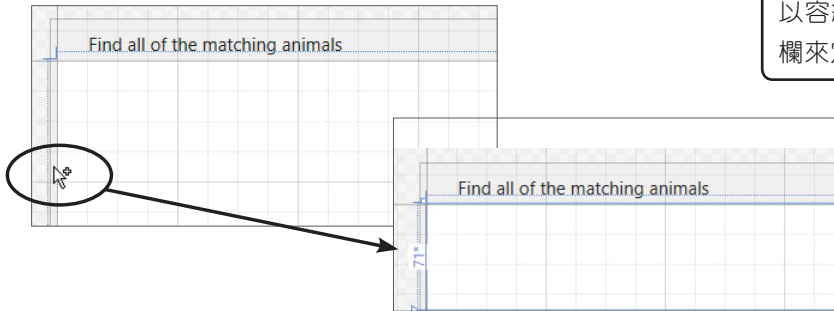 以容
欄來
Find all of the matching animals
Find all of the matching animals
71*